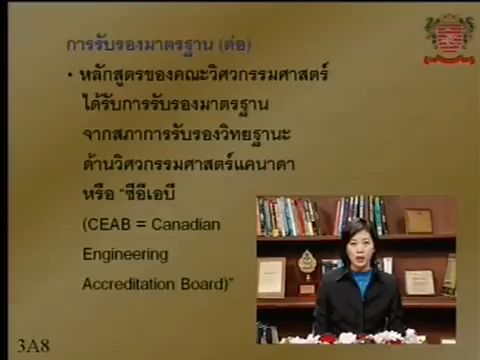 การรับรองมาตรฐาน (ต่อ)
• หลักสูตรของคณะวิศวกรรมศาสตร์
ได้รับการรับรองมาตรฐาน
จากสภาการรับรองวิทยฐานะ
ด้านวิศวกรรมศาสตร์แคนาดา
หรือ "ซีอีเอบี
(CEAB = Canadian
Engineering
Accreditation Board)"
3A8